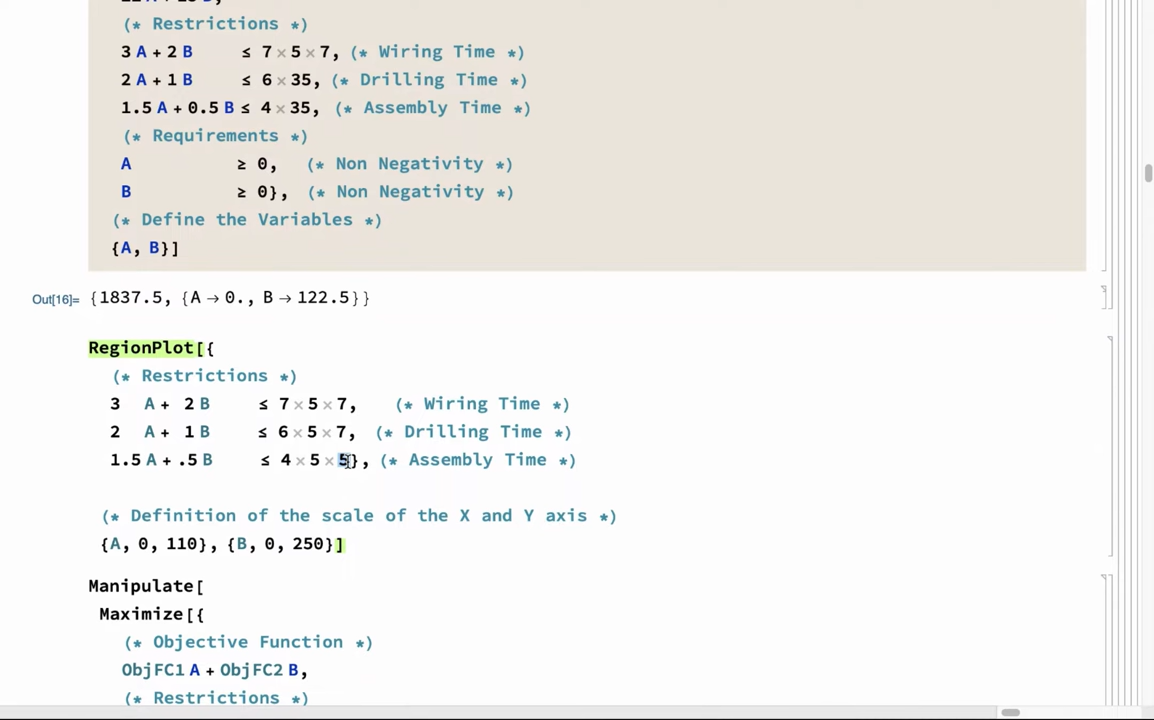 (* Restrictions *)
3 A + 2 B ≤ 7 × 5 × 7, (* Wiring Time *)
2 A + 1 B ≤ 6 × 35, (* Drilling Time *)
1.5 A + 0.5 B ≤ 4 × 35, (* Assembly Time *)
(* Requirements *)
A ≥ 0, (* Non Negativity *)
B ≥ 0}, (* Non Negativity *)
(* Define the Variables *)
{A, B}]
Out[16]= {1837.5, {A → 0., B → 122.5}}
RegionPlot[{
(* Restrictions *)
3 A + 2 B ≤ 7 × 5 × 7, (* Wiring Time *)
2 A + 1 B ≤ 6 × 5 × 7, (* Drilling Time *)
1.5 A + .5 B ≤ 4 × 5 × 5}, (* Assembly Time *)
(* Definition of the scale of the X and Y axis *)
{A, 0, 110}, {B, 0, 250}]
Manipulate[
Maximize[{
(* Objective Function *)
ObjFC1 A + ObjFC2 B,
(* Restrictions *)